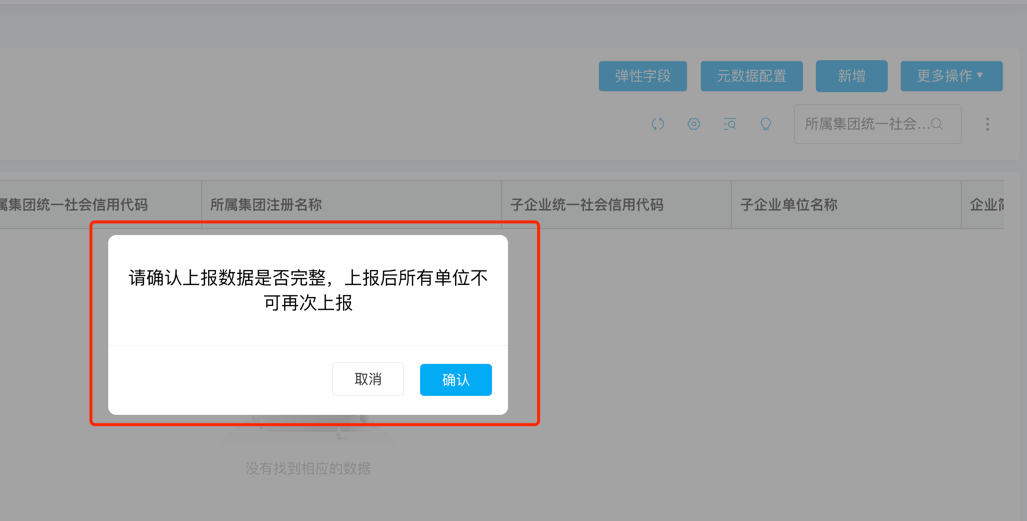 弹性字段 元数据配置 新增 更多操作▼
所属集团统一社会...
属集团统一社会信用代码 所属集团注册名称 子企业统一社会信用代码 子企业单位名称 企业简
请确认上报数据是否完整，上报后所有单位不
可再次上报
取消 确认
没有找到相应的数据